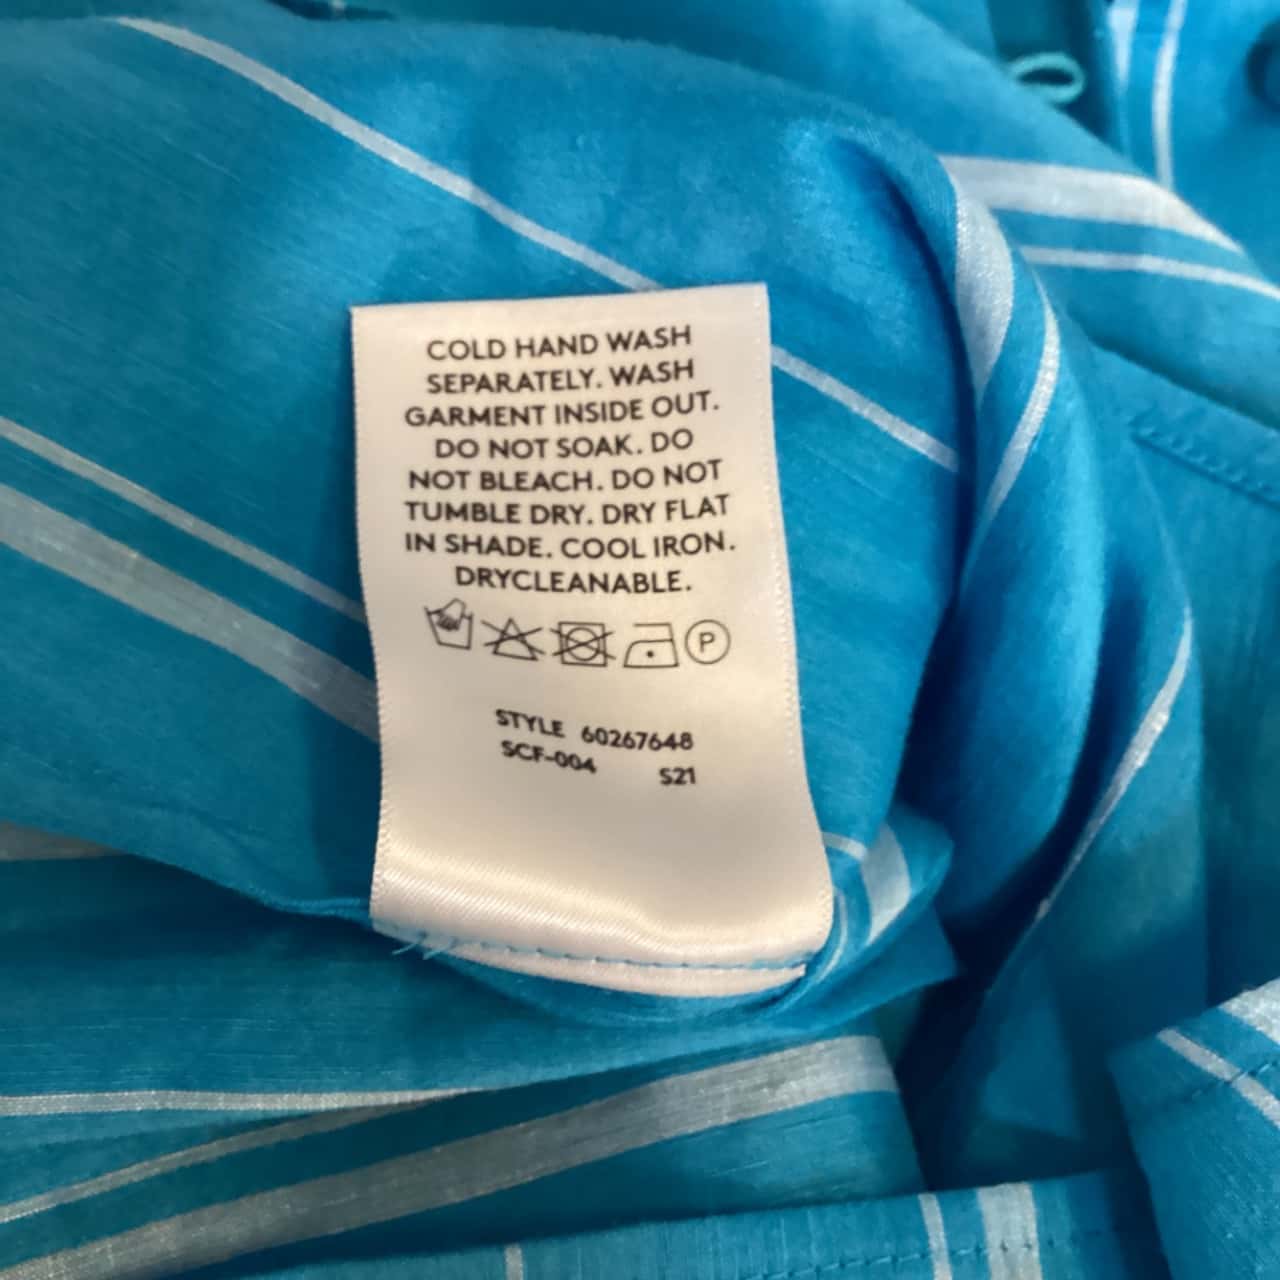 COLD HAND WASH
SEPARATELY. WASH
GARMENT INSIDE OUT.
DO NOT SOAK. DO
NOT BLEACH. DO NOT
TUMBLE DRY. DRY FLAT
IN SHADE. COOL IRON.
DRYCLEANABLE.
P
STYLE 60267648
SCF-004 S21